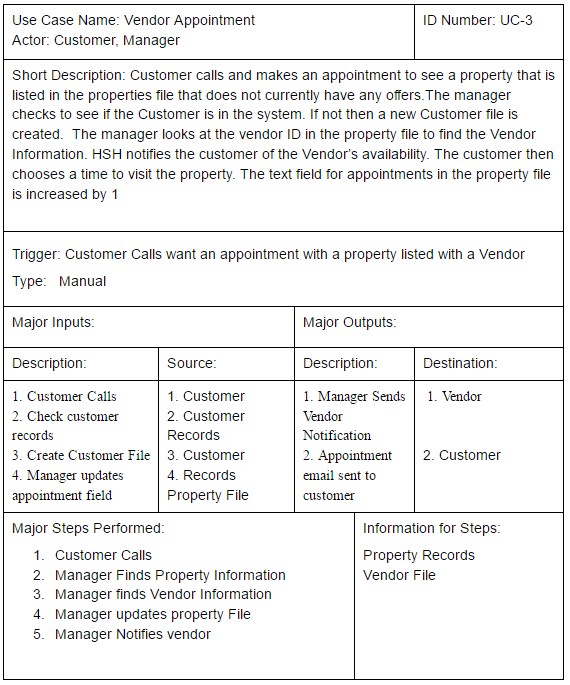 Use Case Name: Vendor Appointment
Actor: Customer, Manager
ID Number: UC-3
Short Description: Customer calls and makes an appointment to see a property that is
listed in the properties file that does not currently have any offers.The manager
checks to see if the Customer is in the system. If not then a new Customer file is
created.  The manager looks at the vendor ID in the property file to find the Vendor
Information. HSH notifies the customer of the Vendor's availability. The customer then
chooses a time to visit the property. The text field for appointments in the property file
is increased by 1
Trigger: Customer Calls want an appointment with a property listed with a Vendor
Type:   Manual
Major Inputs:
Major Outputs:
Description:
Source:
Description:
Destination:
1. Customer Calls
2. Check customer
records
3. Create Customer File
4. Manager updates
appointment field
1. Customer
2. Customer
Records
3. Customer
4. Records
Property File
1. Manager Sends
Vendor
Notification
2. Appointment
email sent to
customer
1. Vendor
2. Customer
Major Steps Performed:
1. Customer Calls
2. Manager Finds Property Information
3. Manager finds Vendor Information
4. Manager updates property File
5. Manager Notifies vendor
Information for Steps:
Property Records
Vendor File